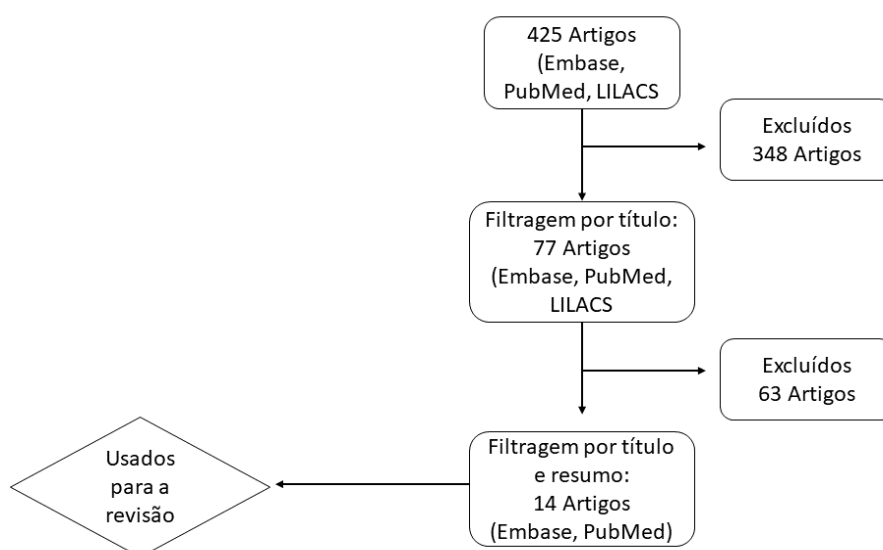 425 Artigos
(Embase,
PubMed, LILACS
Excluídos
348 Artigos
Filtragem por título:
77 Artigos
(Embase, PubMed,
LILACS
Excluídos
63 Artigos
Filtragem por título
e resumo:
14 Artigos
(Embase, PubMed)
Usados
para a
revisão